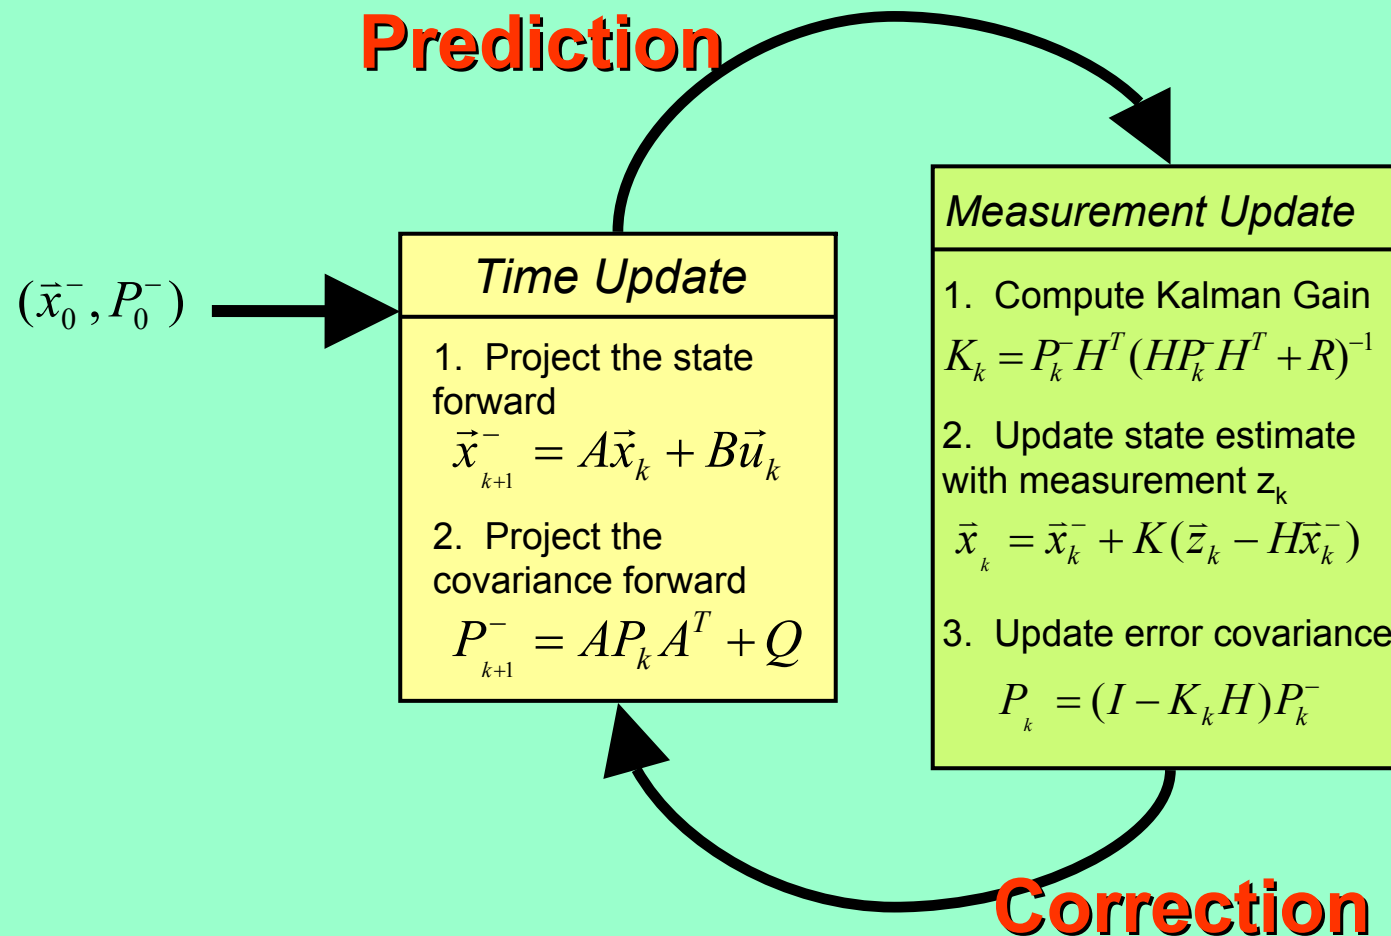 Prediction
(x⃗₀⁻, P₀⁻)
Time Update
1. Project the state
forward
x⃗⁻ₖ₊₁ = Ax⃗ₖ + Bu⃗ₖ
2. Project the
covariance forward
P⁻ₖ₊₁ = APₖAᵀ + Q
Measurement Update
1. Compute Kalman Gain
Kₖ = Pₖ⁻Hᵀ(HPₖ⁻Hᵀ + R)⁻¹
2. Update state estimate
with measurement zₖ
x⃗ₖ = x⃗ₖ⁻ + K(z⃗ₖ − Hx⃗ₖ⁻)
3. Update error covariance
Pₖ = (I − KₖH)Pₖ⁻
Correction